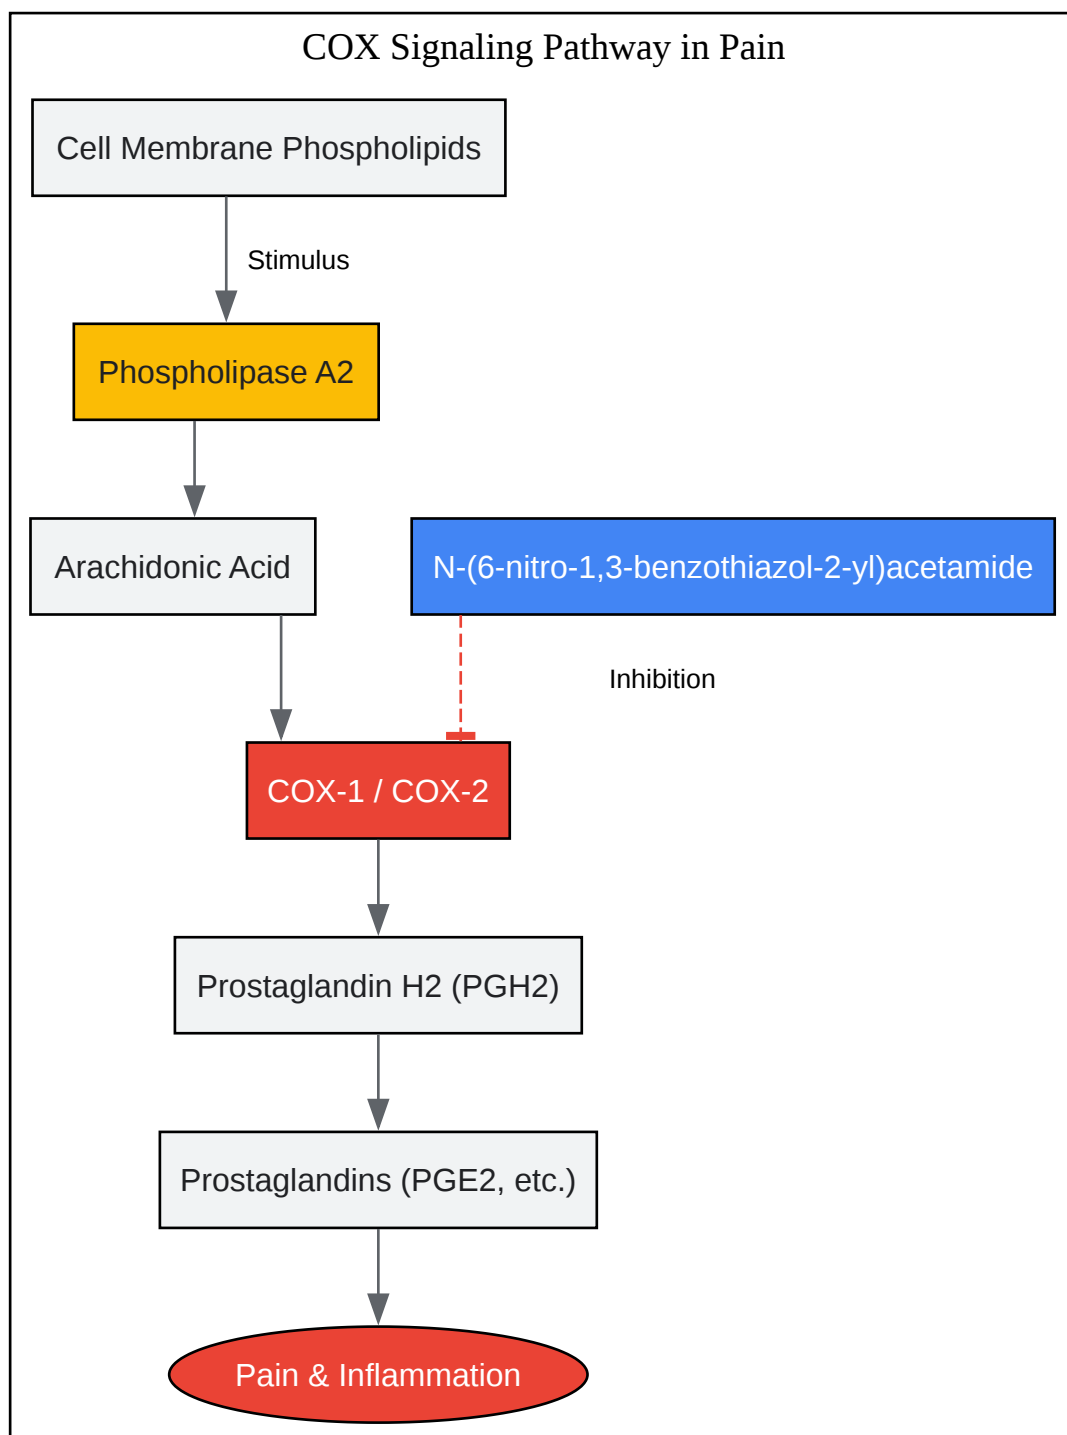 COX Signaling Pathway in Pain
Cell Membrane Phospholipids
Stimulus
Phospholipase A2
Arachidonic Acid
N-(6-nitro-1,3-benzothiazol-2-yl)acetamide
Inhibition
COX-1 / COX-2
Prostaglandin H2 (PGH2)
Prostaglandins (PGE2, etc.)
Pain & Inflammation